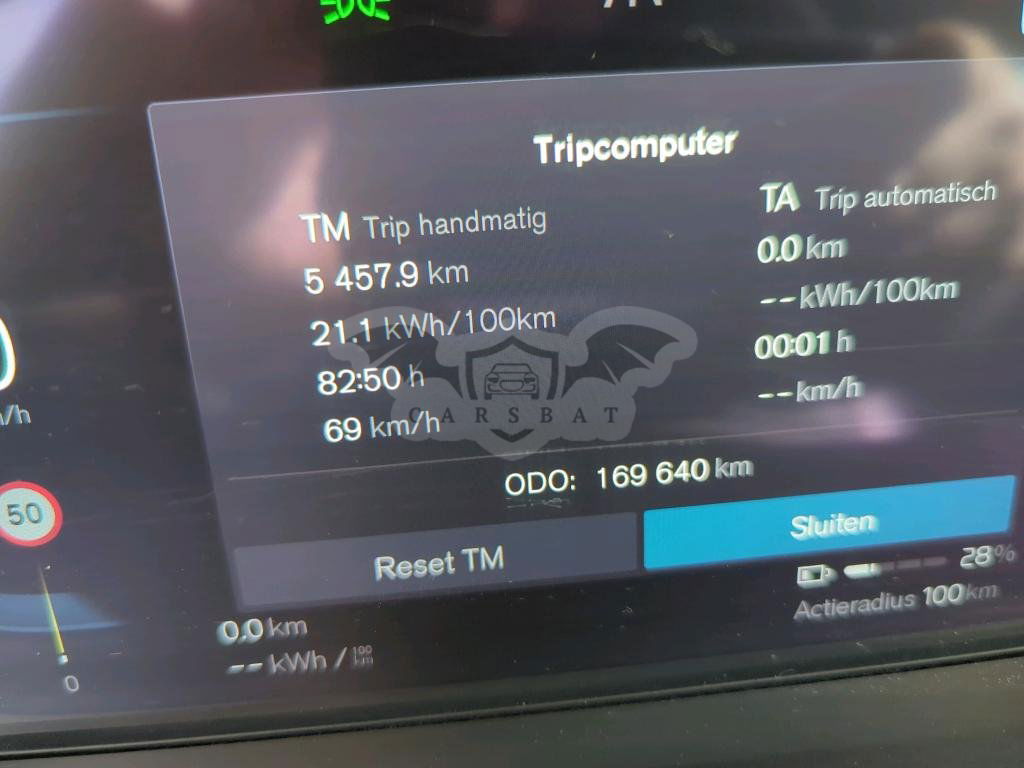 Tripcomputer
TM Trip handmatig
5 457.9 km
21.1 kWh/100km
82:50 h
69 km/h
TA Trip automatisch
0.0 km
--kWh/100km
00:01 h
--km/h
CARSBAT
ODO: 169 640 km
Reset TM
Sluiten
/h
50
0
0.0 km
-- kWh / 100 km
28%
Actieradius 100 km